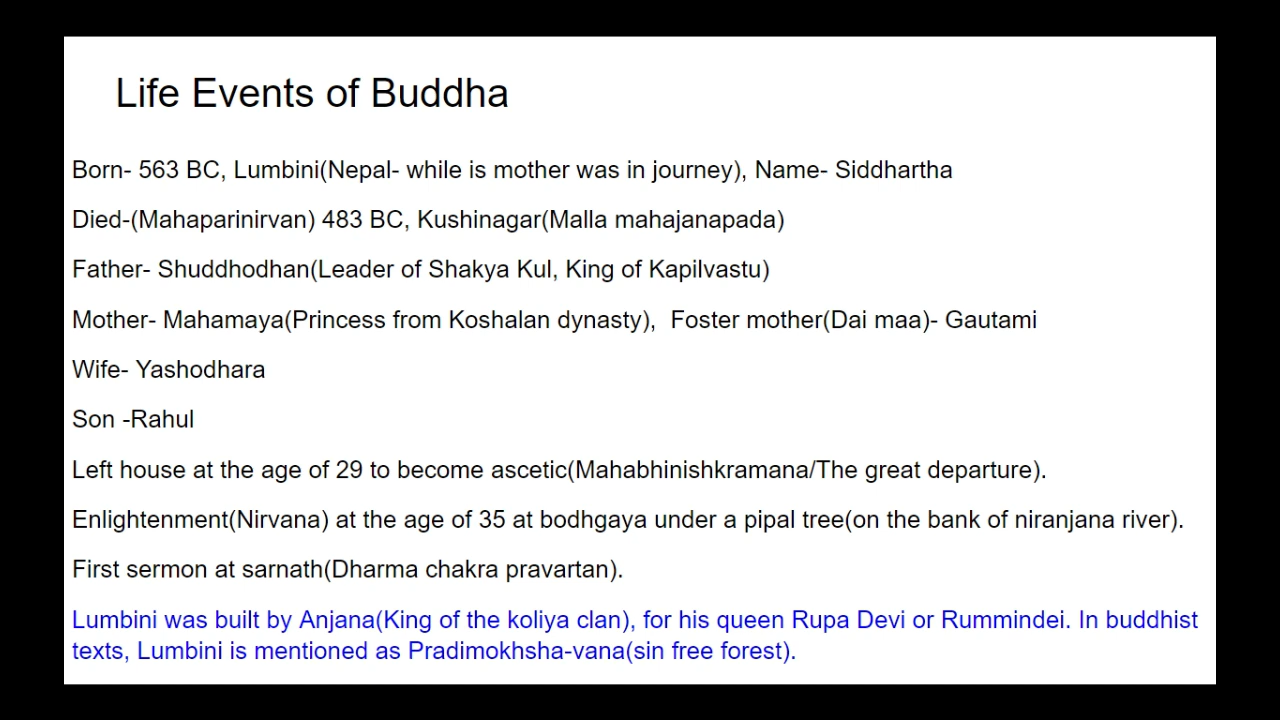 Life Events of Buddha
Born- 563 BC, Lumbini(Nepal- while is mother was in journey), Name- Siddhartha
Died-(Mahaparinirvan) 483 BC, Kushinagar(Malla mahajanapada)
Father- Shuddhodhan(Leader of Shakya Kul, King of Kapilvastu)
Mother- Mahamaya(Princess from Koshalan dynasty),  Foster mother(Dai maa)- Gautami
Wife- Yashodhara
Son -Rahul
Left house at the age of 29 to become ascetic(Mahabhinishkramana/The great departure).
Enlightenment(Nirvana) at the age of 35 at bodhgaya under a pipal tree(on the bank of niranjana river).
First sermon at sarnath(Dharma chakra pravartan).
Lumbini was built by Anjana(King of the koliya clan), for his queen Rupa Devi or Rummindei. In buddhist
texts, Lumbini is mentioned as Pradimokhsha-vana(sin free forest).